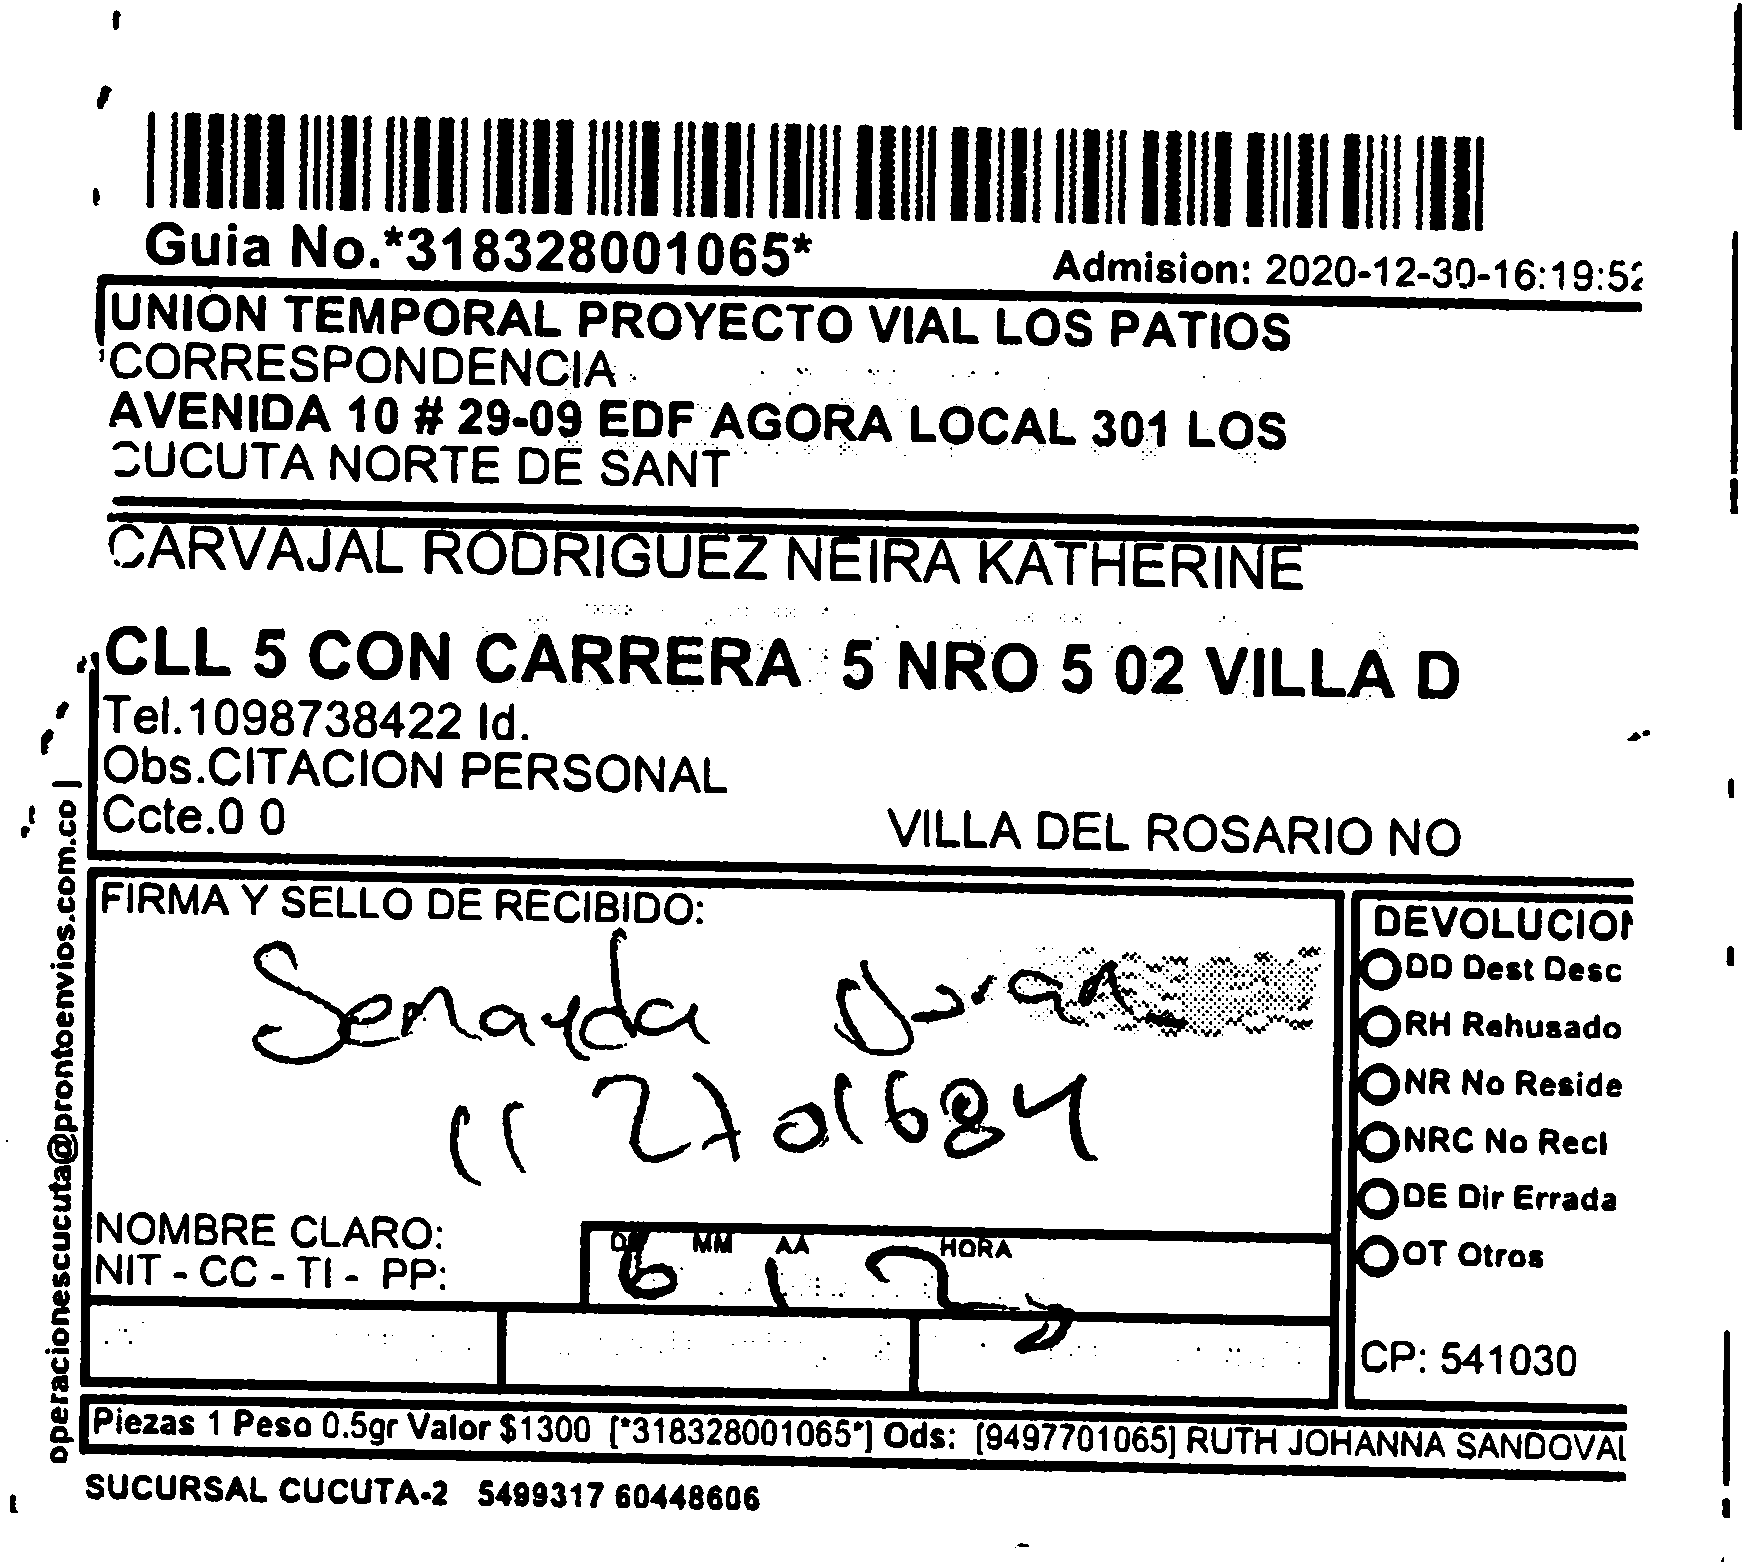 Guia No.*318328001065*
Admision: 2020-12-30-16:19:52
UNION TEMPORAL PROYECTO VIAL LOS PATIOS
CORRESPONDENCIA
AVENIDA 10 # 29-09 EDF AGORA LOCAL 301 LOS
CUCUTA NORTE DE SANT
CARVAJAL RODRIGUEZ NEIRA KATHERINE
CLL 5 CON CARRERA 5 NRO 5 02 VILLA D
Tel.1098738422 Id.
Obs.CITACION PERSONAL
Ccte.0 0
VILLA DEL ROSARIO NO
operacionescucuta@prontoenvios.com.co |
FIRMA Y SELLO DE RECIBIDO:
Duran
11 2701684
NOMBRE CLARO:
NIT - CC - TI - PP:
MM AA HORA
6 1 2
DEVOLUCION
DD Dest Desc
RH Rehusado
NR No Reside
NRC No Recl
DE Dir Errada
OT Otros
CP: 541030
Piezas 1 Peso 0.5gr Valor $1300 [*318328001065*] Ods: [9497701065] RUTH JOHANNA SANDOVAL
SUCURSAL CUCUTA-2 5499317 60448606